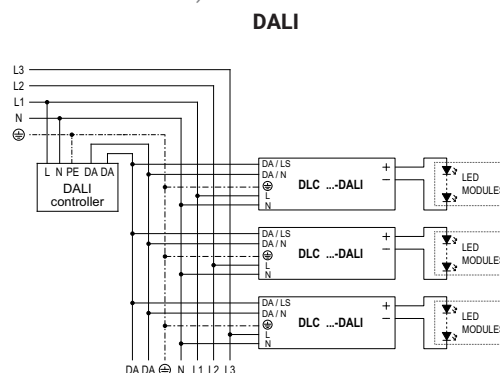 DALI
L3
L2
L1
N
L N PE DA DA
DALI
controller
DA / LS
DA / N
L
N
DLC ...-DALI
+
–
LED
MODULES
DA / LS
DA / N
L
N
DLC ...-DALI
+
–
LED
MODULES
DA / LS
DA / N
L
N
DLC ...-DALI
+
–
LED
MODULES
DA DA N L1 L2 L3